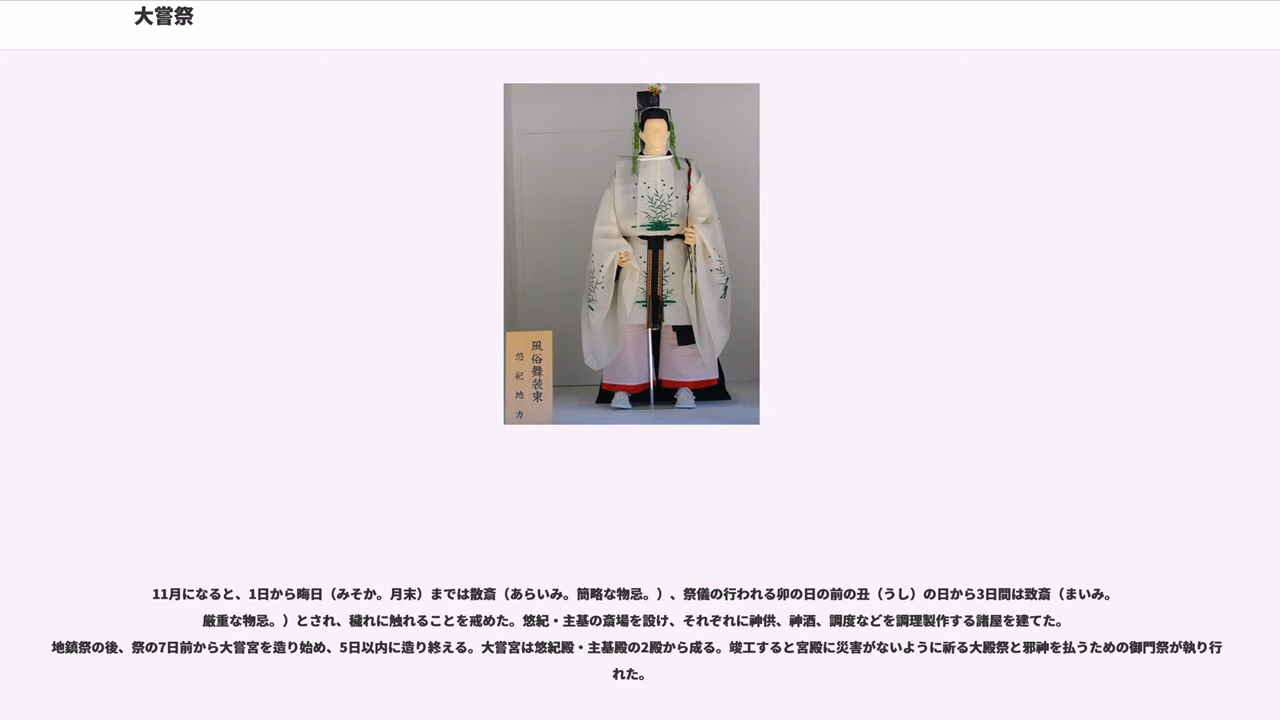 大嘗祭
風俗舞装束
悠紀地方
11月になると、1日から晦日（みそか。月末）までは散斎（あらいみ。簡略な物忌。）、祭儀の行われる卯の日の前の丑（うし）の日から3日間は致斎（まいみ。
厳重な物忌。）とされ、穢れに触れることを戒めた。悠紀・主基の斎場を設け、それぞれに神供、神酒、調度などを調理製作する諸屋を建てた。
地鎮祭の後、祭の7日前から大嘗宮を造り始め、5日以内に造り終える。大嘗宮は悠紀殿・主基殿の2殿から成る。竣工すると宮殿に災害がないように祈る大殿祭と邪神を払うための御門祭が執り行
れた。